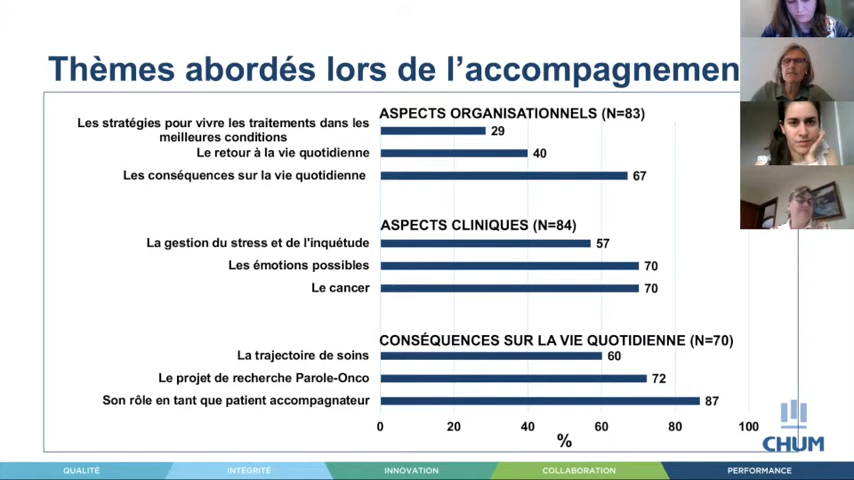 Thèmes abordés lors de l'accompagnemen
ASPECTS ORGANISATIONNELS (N=83)
Les stratégies pour vivre les traitements dans les
meilleures conditions
29
Le retour à la vie quotidienne
40
Les conséquences sur la vie quotidienne
67
ASPECTS CLINIQUES (N=84)
La gestion du stress et de l'inquétude
57
Les émotions possibles
70
Le cancer
70
CONSÉQUENCES SUR LA VIE QUOTIDIENNE (N=70)
La trajectoire de soins
60
Le projet de recherche Parole-Onco
72
Son rôle en tant que patient accompagnateur
87
0 20 40 60 80 100
%
CHUM
QUALITÉ INTÉGRITÉ INNOVATION COLLABORATION PERFORMANCE